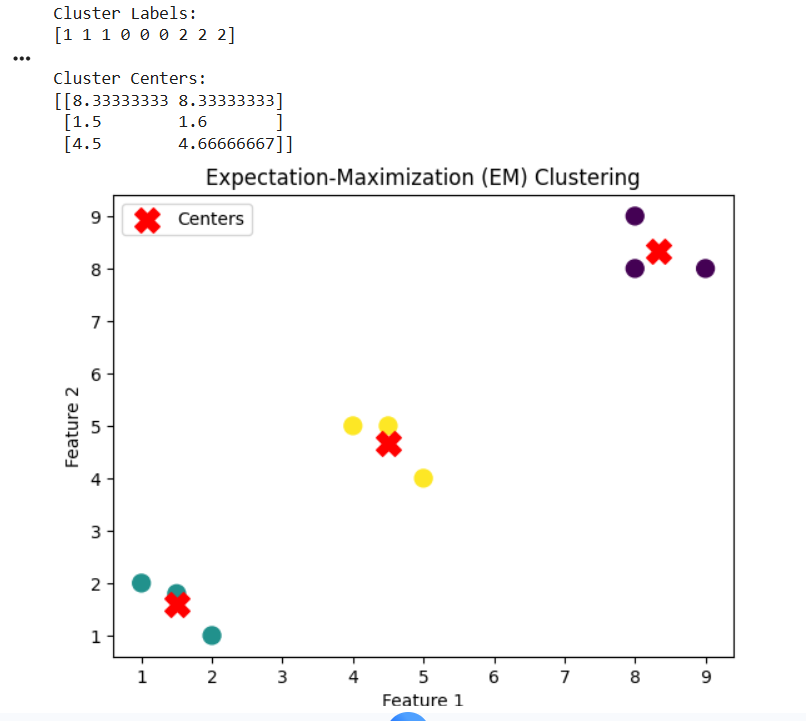 Cluster Labels:
[1 1 1 0 0 0 2 2 2]
...
Cluster Centers:
[[8.33333333 8.33333333]
[1.5 1.6 ]
[4.5 4.66666667]]
Expectation-Maximization (EM) Clustering
Centers
9
8
7
6
5
4
3
2
1
Feature 2
1 2 3 4 5 6 7 8 9
Feature 1